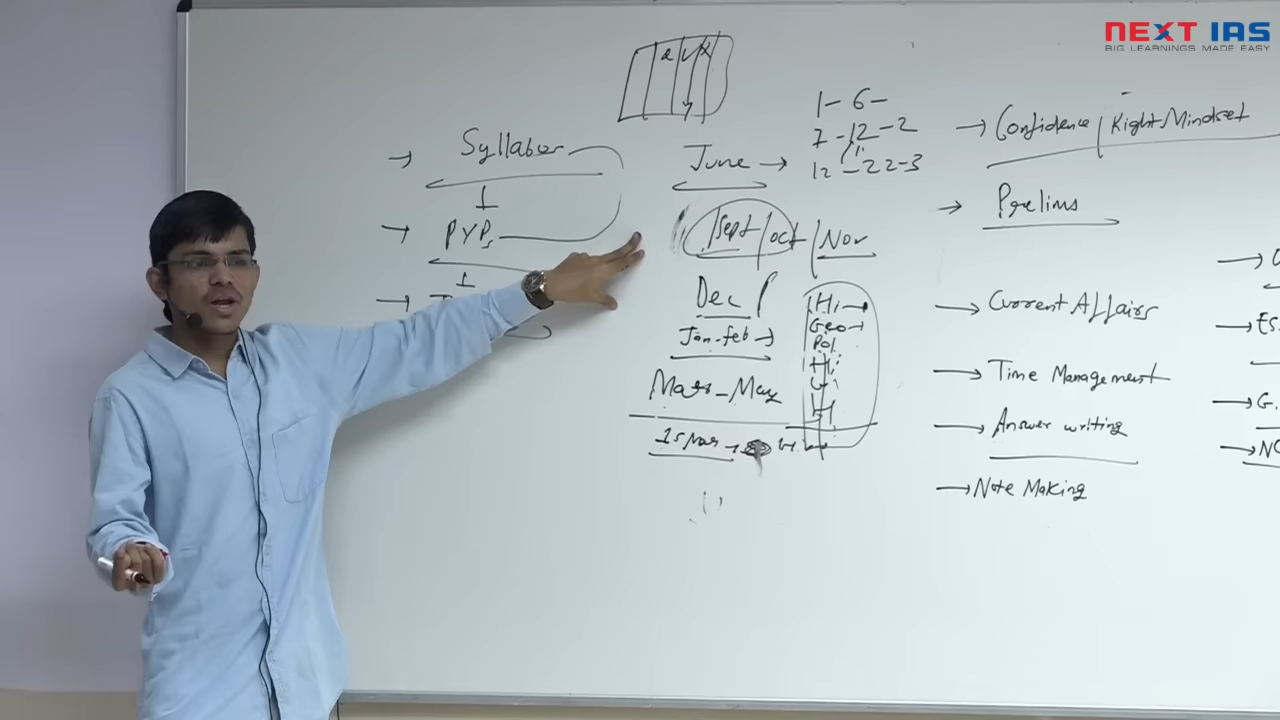 NEXT IAS
BIG LEARNINGS MADE EASY
→ Syllabus
→ PYPs
June →
1 - 6 -
7 - 12 - 2
12 - 22 - 3
Sept / Oct / Nov
Dec
Jan-Feb →
Mar - May
15 Mar →
Hi →
Geo →
Pol
Hi
→ Confidence / Right Mindset
→ Prelims
→ Current Affairs
→ Time Management
→ Answer writing
→ Note Making
→ Es.
→ G.